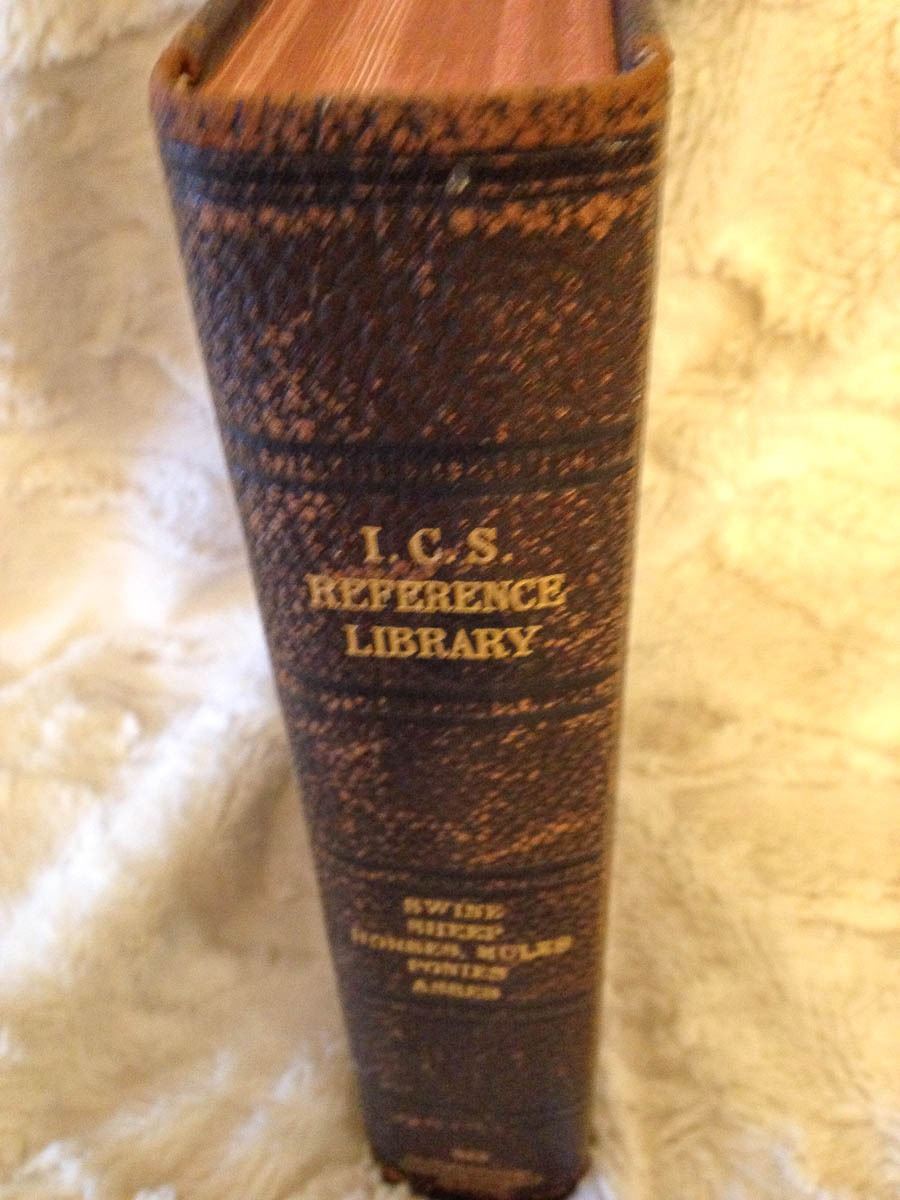 I. C. S.
REFERENCE
LIBRARY
SWINE
SHEEP
HORSES, MULES
PONIES
ASSES